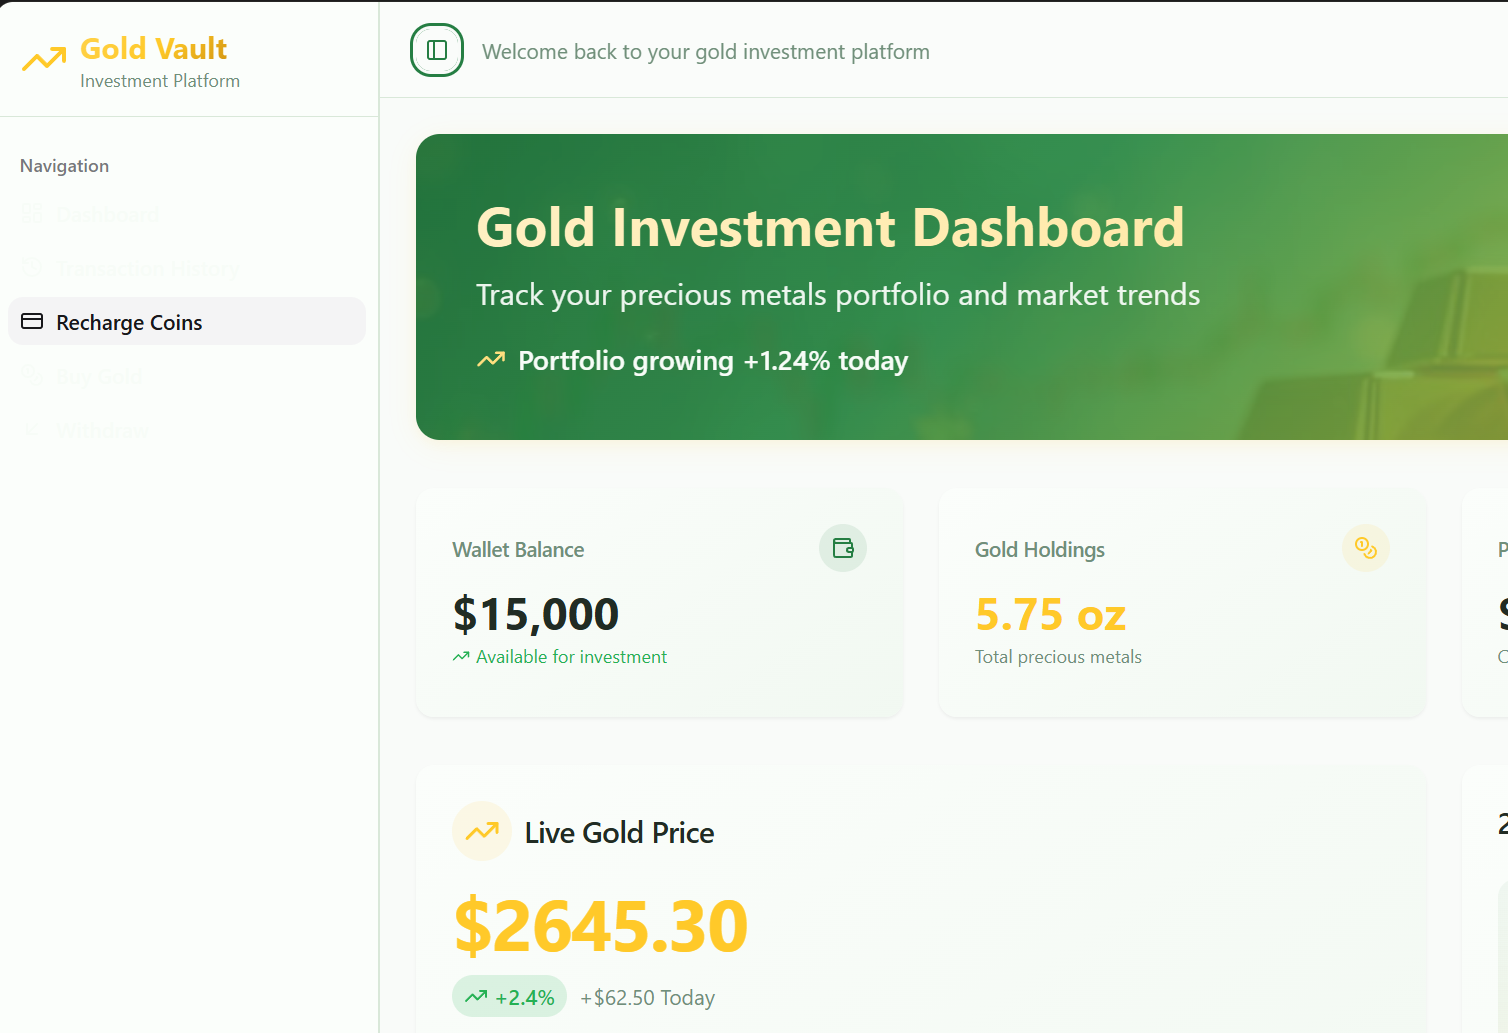 Gold Vault
Investment Platform
Welcome back to your gold investment platform
Navigation
Dashboard
Transaction History
Recharge Coins
Buy Gold
Withdraw
Gold Investment Dashboard
Track your precious metals portfolio and market trends
Portfolio growing +1.24% today
Wallet Balance
$15,000
Available for investment
Gold Holdings
5.75 oz
Total precious metals
P
$
Live Gold Price
$2645.30
+2.4% +$62.50 Today
2